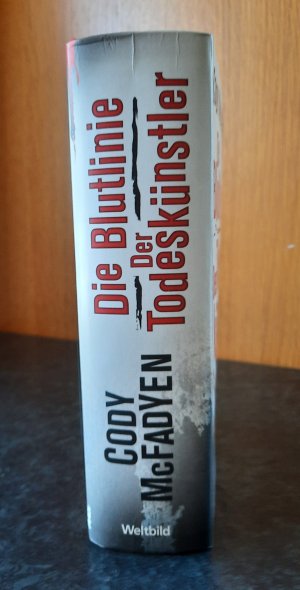 CODY
McFADYEN
Die Blutlinie
Der
Todeskünstler
Weltbild